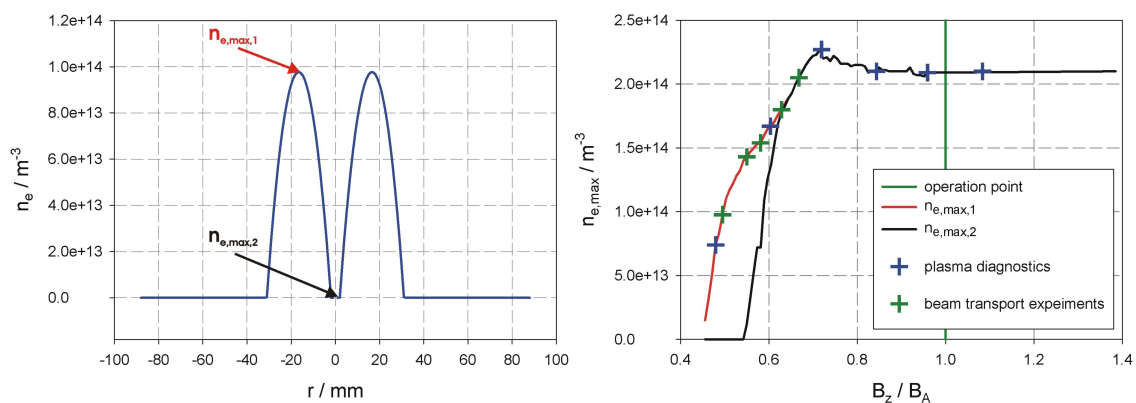 1.2e+14
1.0e+14
8.0e+13
6.0e+13
4.0e+13
2.0e+13
0.0
-100 -80 -60 -40 -20 0 20 40 60 80 100
n_e / m^-3
r / mm
n_e,max,1
n_e,max,2
2.5e+14
2.0e+14
1.5e+14
1.0e+14
5.0e+13
0.0
0.4 0.6 0.8 1.0 1.2 1.4
n_e,max / m^-3
B_z / B_A
operation point
n_e,max,1
n_e,max,2
plasma diagnostics
beam transport expeiments